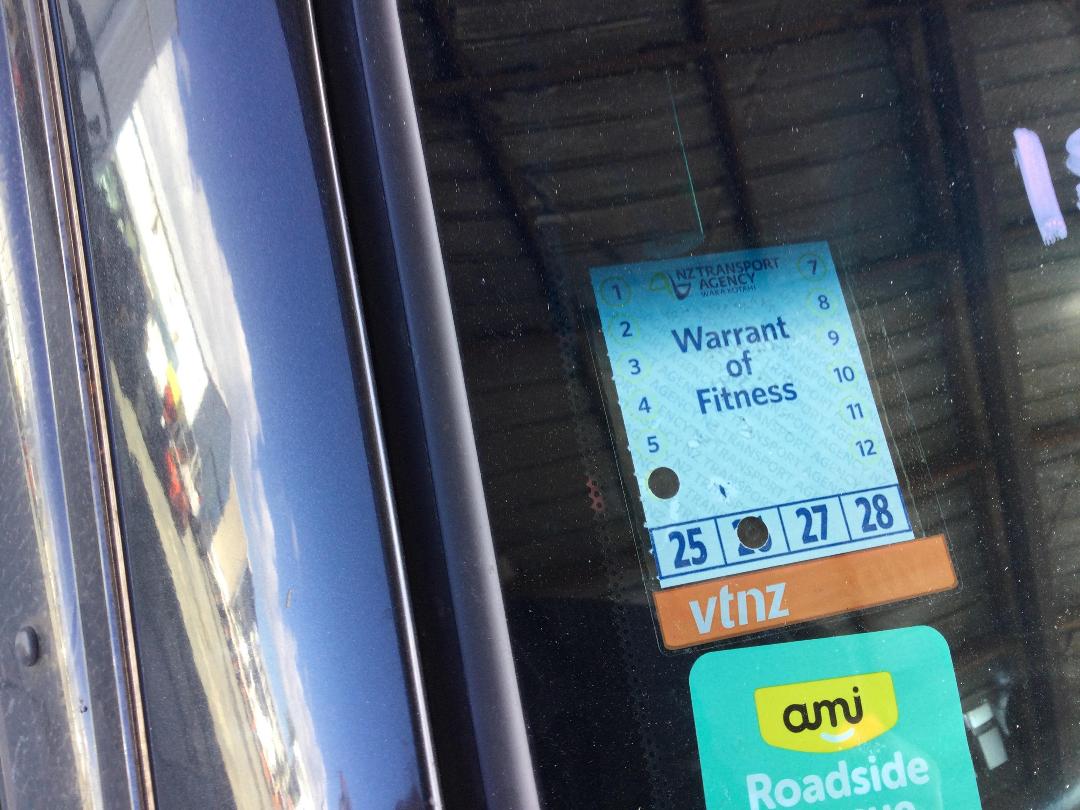 NZ TRANSPORT
AGENCY
WAKA KOTAHI
1
2
3
4
5
7
8
9
10
11
12
Warrant
of
Fitness
25
27
28
vtnz
ami
Roadside